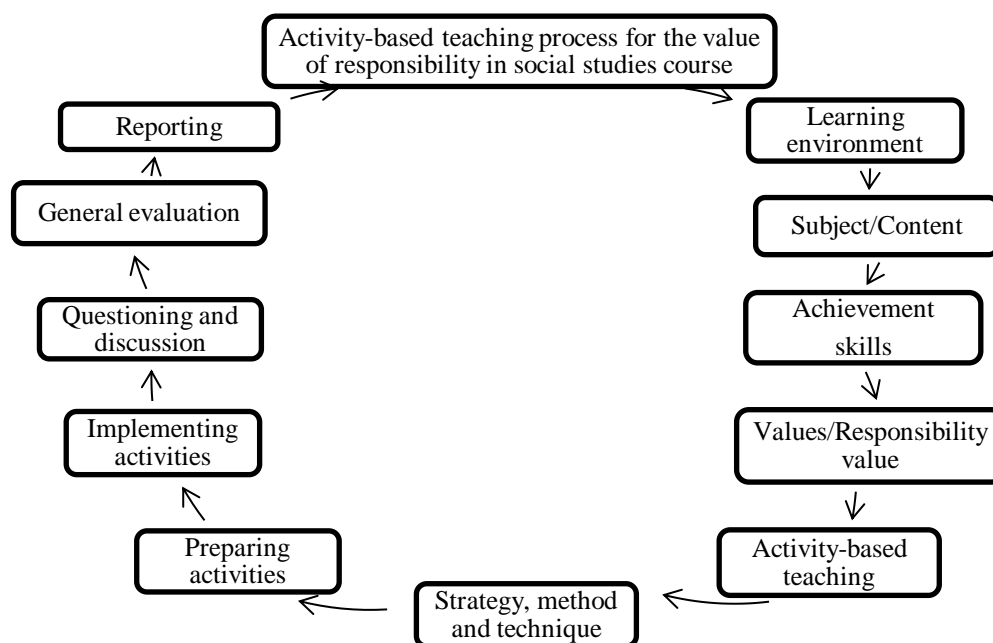 Activity-based teaching process for the value
of responsibility in social studies course
Learning
environment
Subject/Content
Achievement
skills
Values/Responsibility
value
Activity-based
teaching
Strategy, method
and technique
Preparing
activities
Implementing
activities
Questioning and
discussion
General evaluation
Reporting